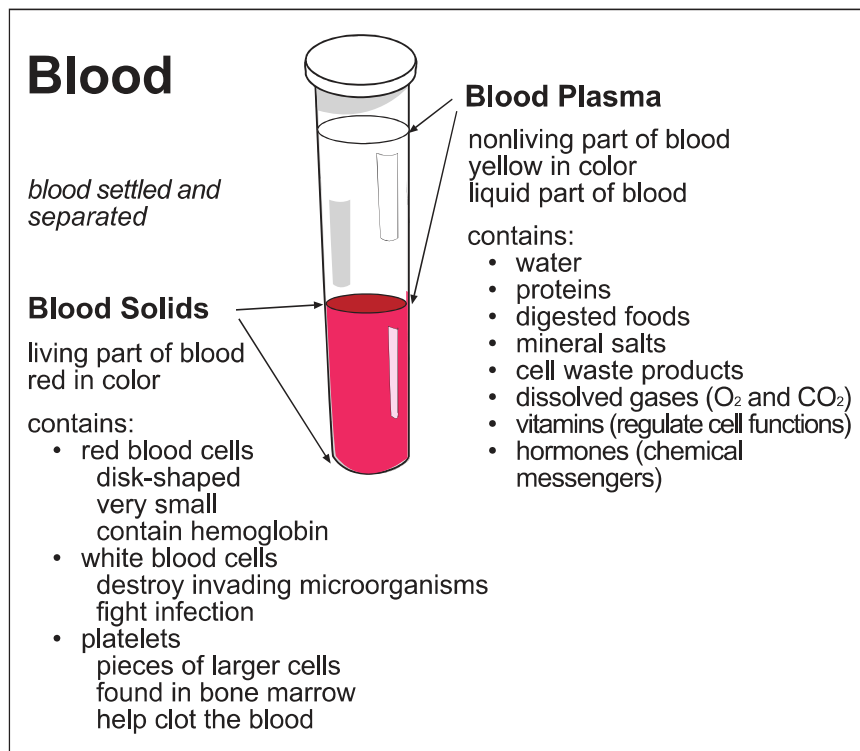 Blood
blood settled and
separated
Blood Solids
living part of blood
red in color
contains:
• red blood cells
disk-shaped
very small
contain hemoglobin
• white blood cells
destroy invading microorganisms
fight infection
• platelets
pieces of larger cells
found in bone marrow
help clot the blood
Blood Plasma
nonliving part of blood
yellow in color
liquid part of blood
contains:
• water
• proteins
• digested foods
• mineral salts
• cell waste products
• dissolved gases (O₂ and CO₂)
• vitamins (regulate cell functions)
• hormones (chemical
messengers)